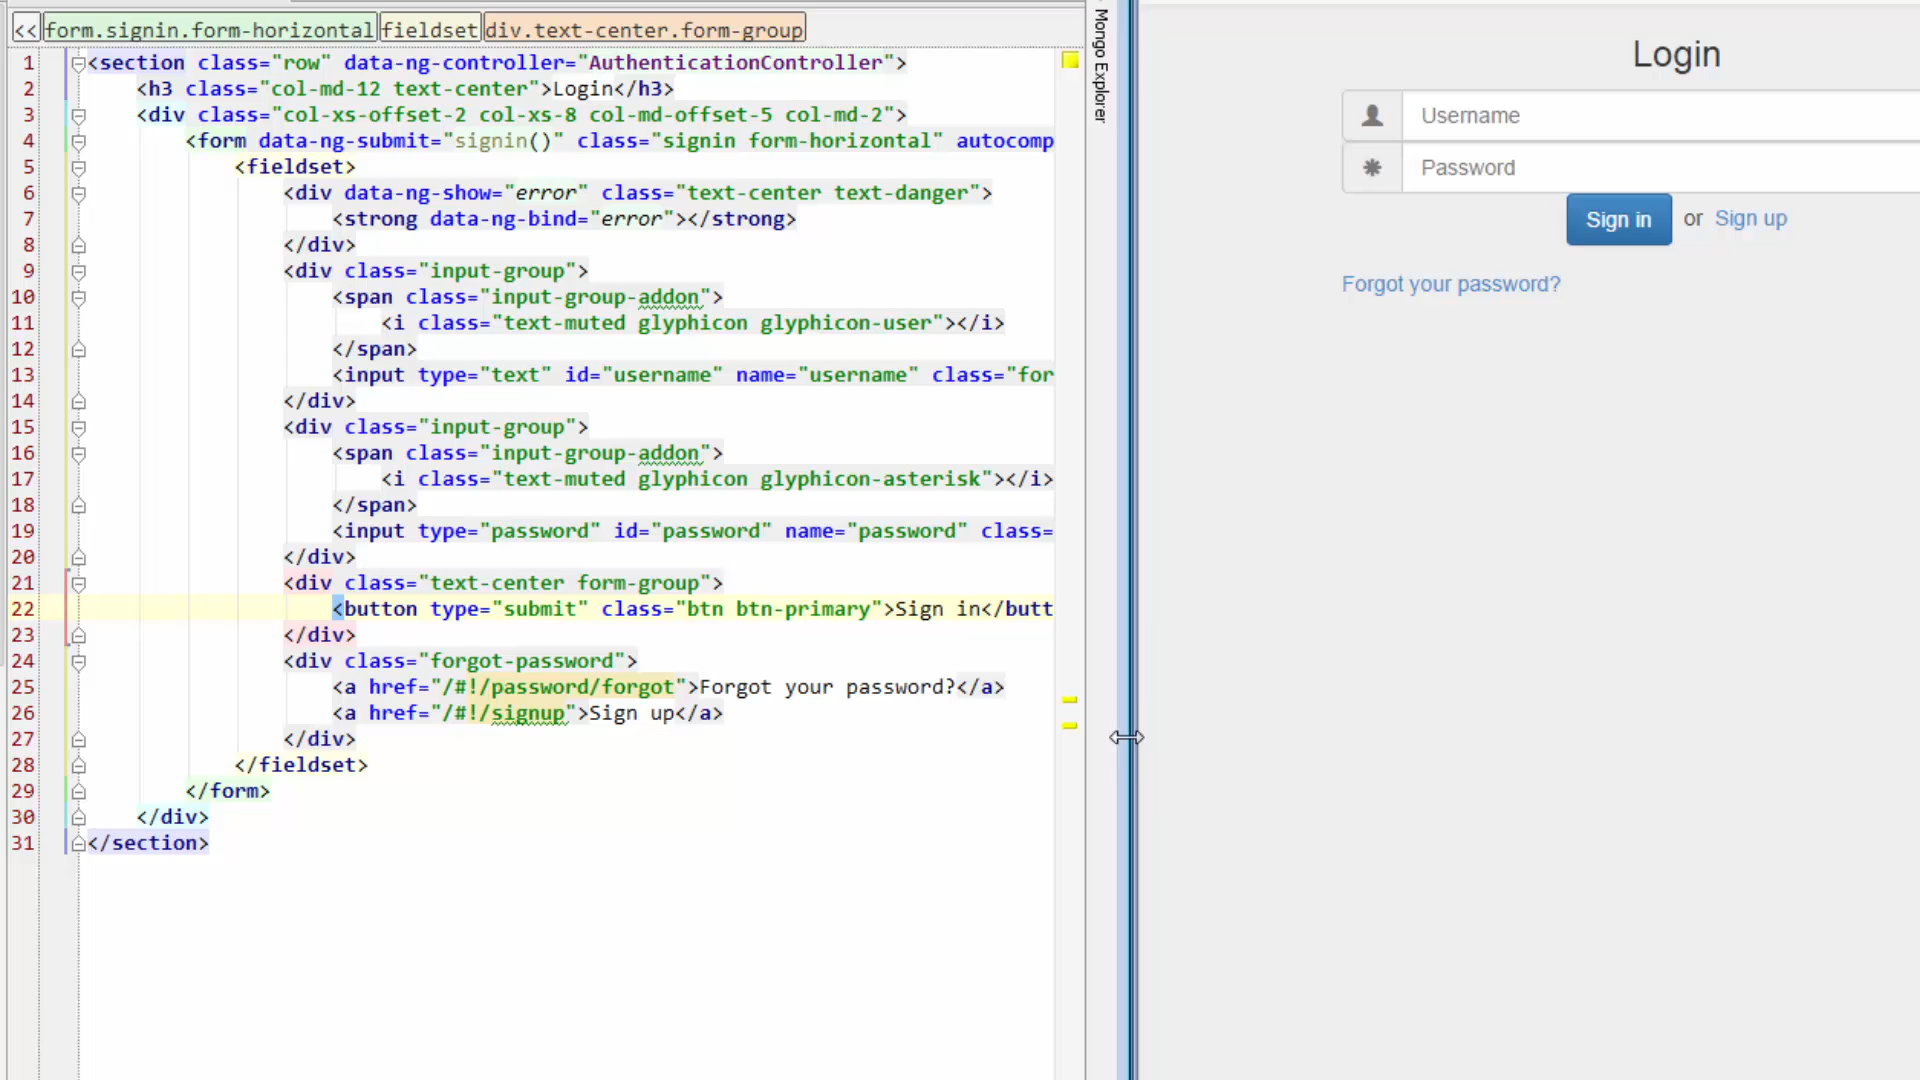 << form.signin.form-horizontal fieldset div.text-center.form-group
1 <section class="row" data-ng-controller="AuthenticationController">
2 <h3 class="col-md-12 text-center">Login</h3>
3 <div class="col-xs-offset-2 col-xs-8 col-md-offset-5 col-md-2">
4 <form data-ng-submit="signin()" class="signin form-horizontal" autocomp
5 <fieldset>
6 <div data-ng-show="error" class="text-center text-danger">
7 <strong data-ng-bind="error"></strong>
8 </div>
9 <div class="input-group">
10 <span class="input-group-addon">
11 <i class="text-muted glyphicon glyphicon-user"></i>
12 </span>
13 <input type="text" id="username" name="username" class="for
14 </div>
15 <div class="input-group">
16 <span class="input-group-addon">
17 <i class="text-muted glyphicon glyphicon-asterisk"></i>
18 </span>
19 <input type="password" id="password" name="password" class=
20 </div>
21 <div class="text-center form-group">
22 <button type="submit" class="btn btn-primary">Sign in</butt
23 </div>
24 <div class="forgot-password">
25 <a href="/#!/password/forgot">Forgot your password?</a>
26 <a href="/#!/signup">Sign up</a>
27 </div>
28 </fieldset>
29 </form>
30 </div>
31 </section>
Mongo Explorer
Login
Username
Password
Sign in or Sign up
Forgot your password?